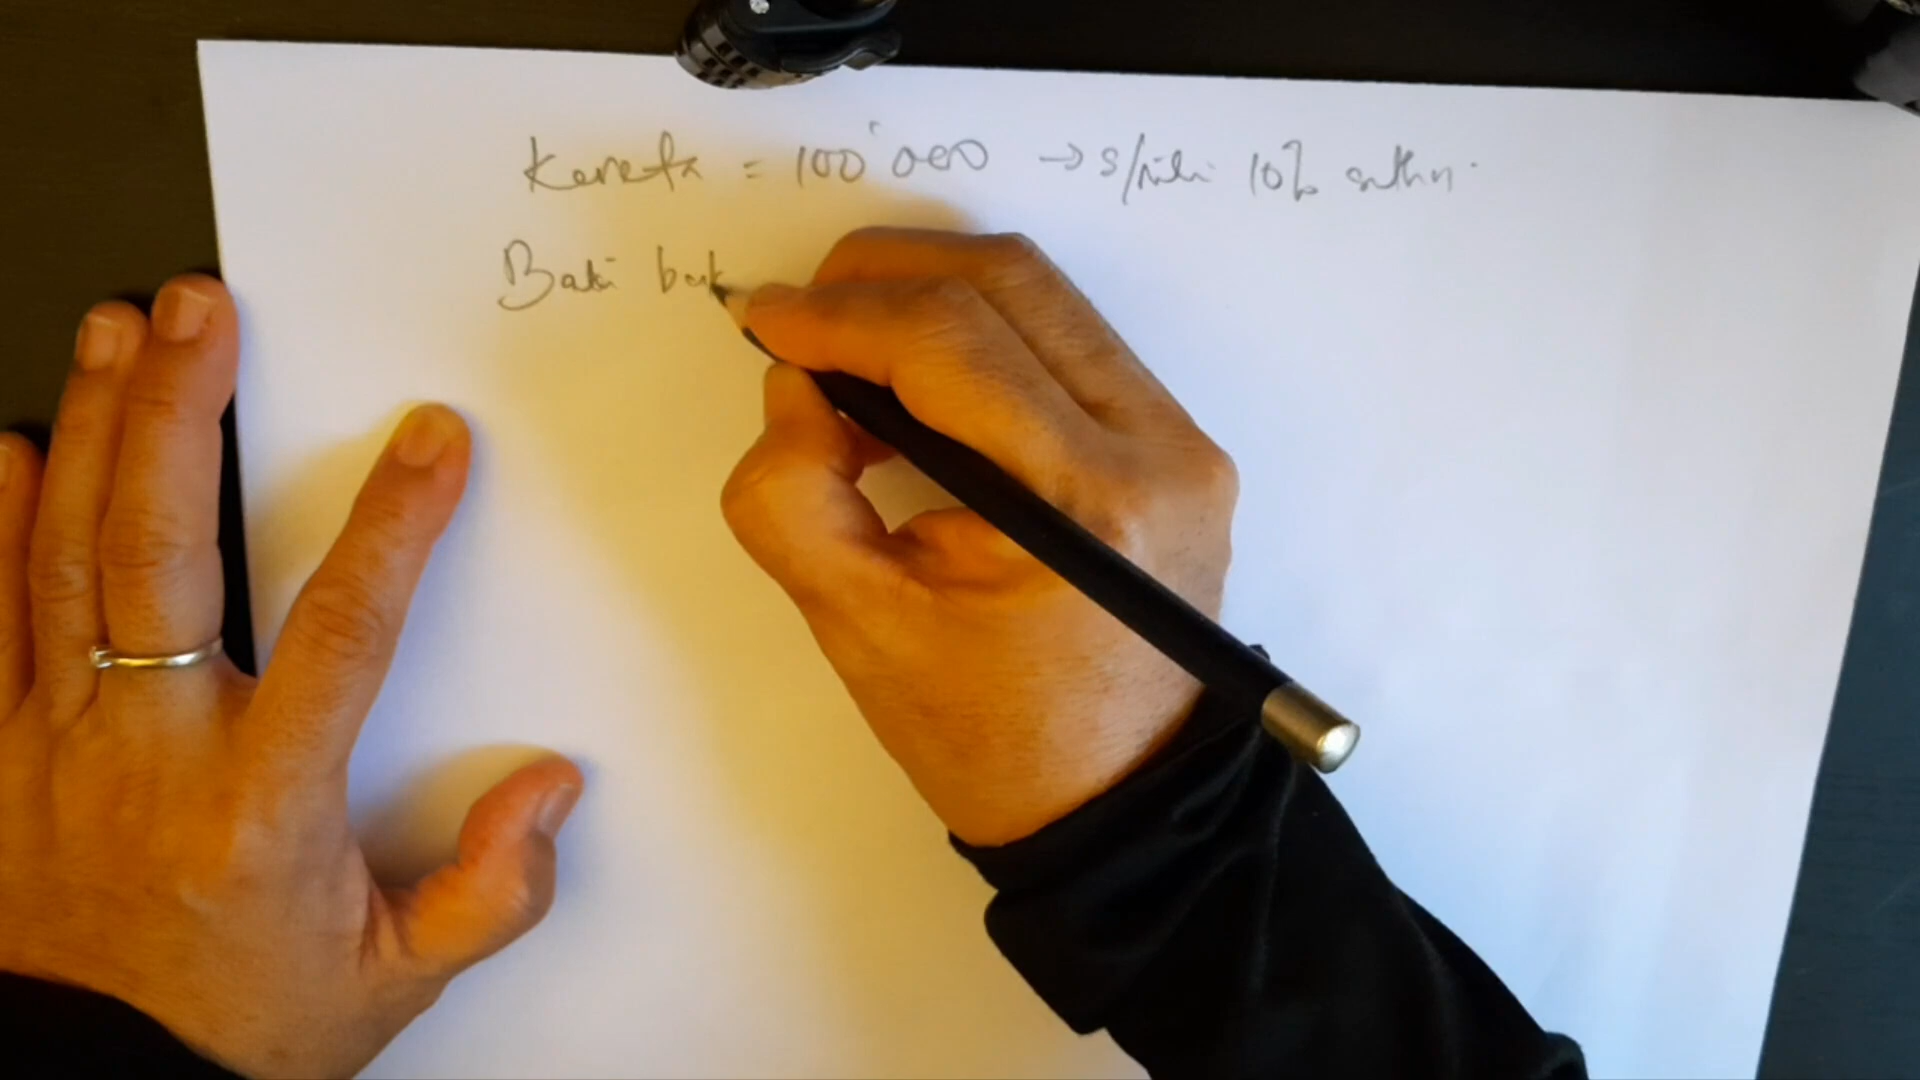 Kereta = 100'000 → s/nilai 10% setahun.
Baki buk